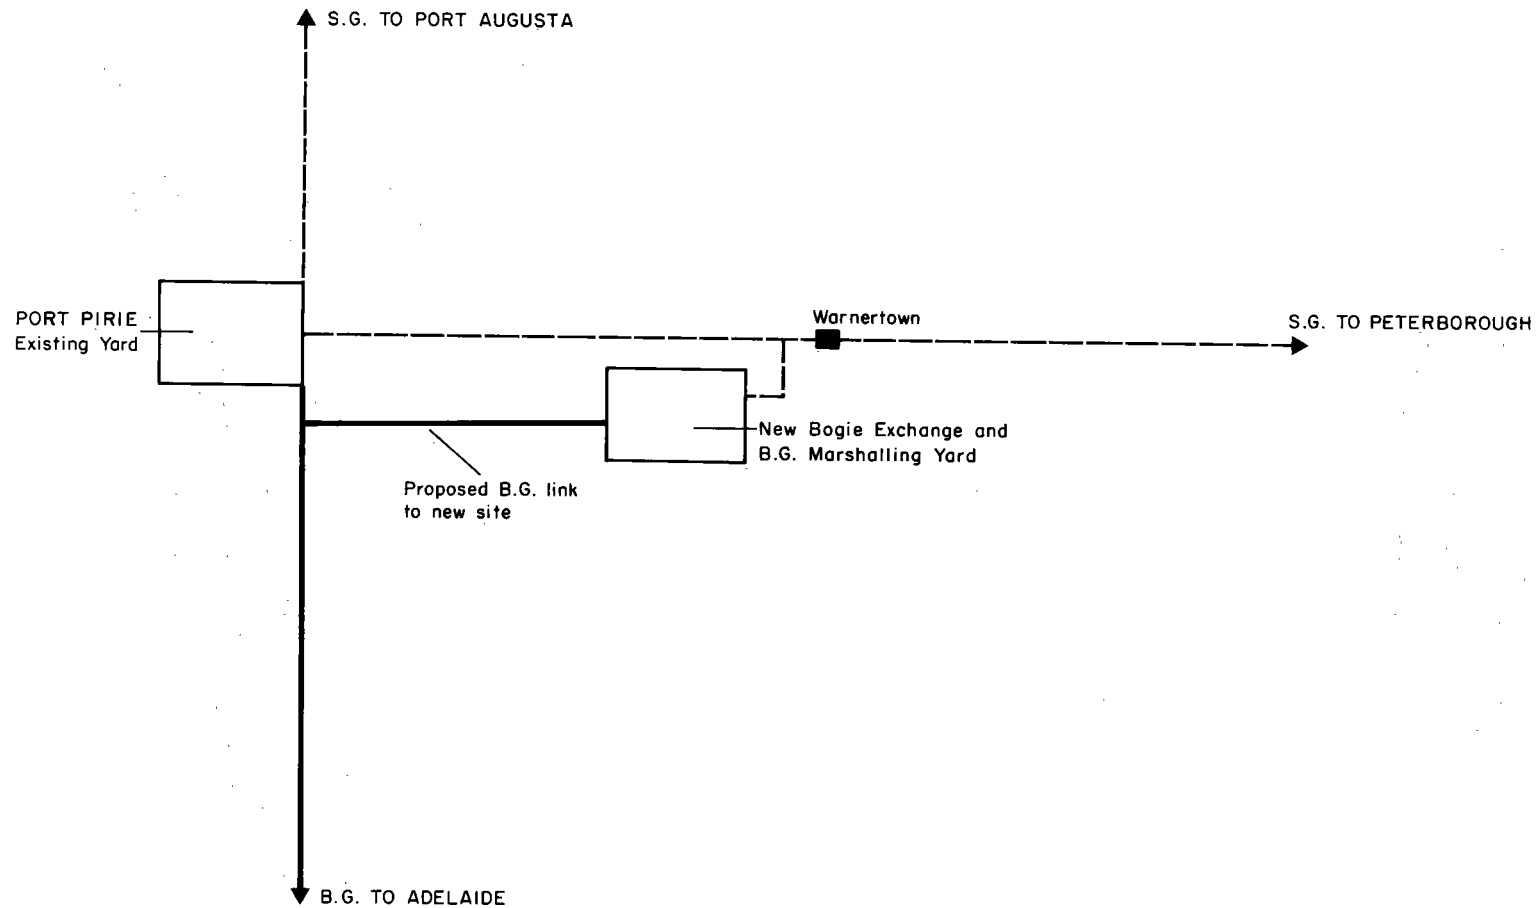 S.G. TO PORT AUGUSTA
PORT PIRIE
Existing Yard
Warnertown
S.G. TO PETERBOROUGH
New Bogie Exchange and
B.G. Marshalling Yard
Proposed B.G. link
to new site
B.G. TO ADELAIDE